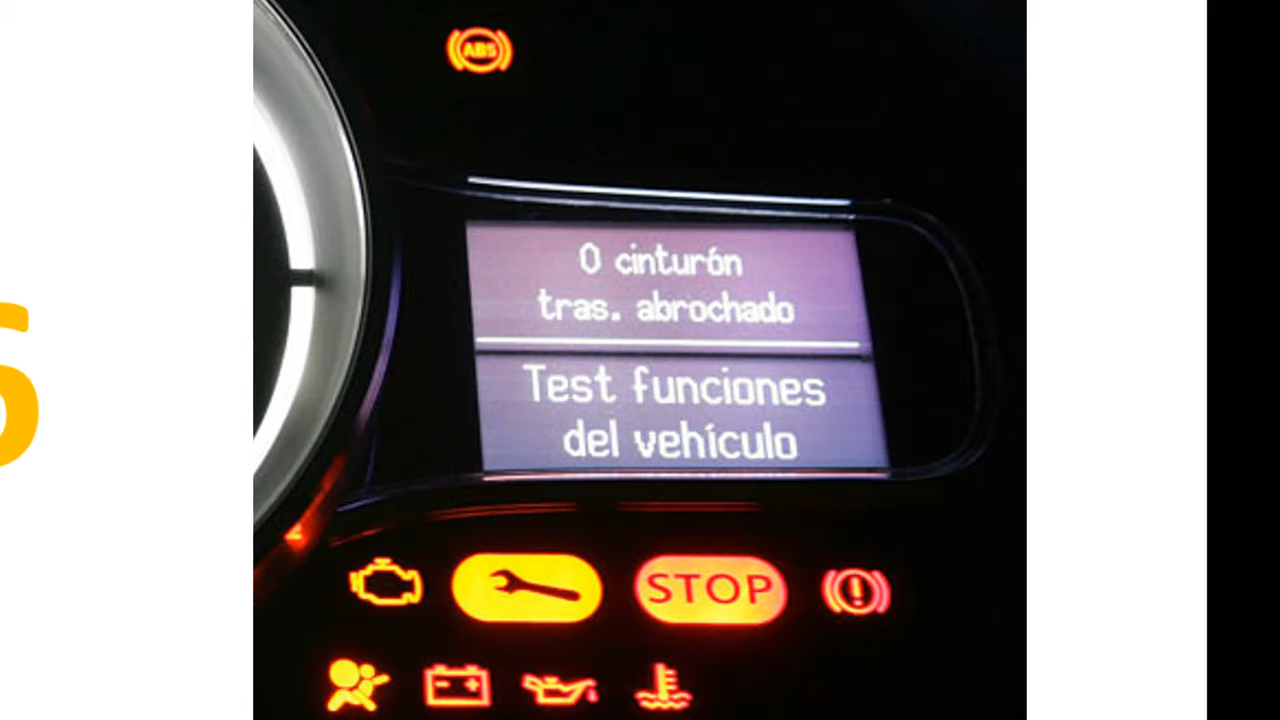 ABS
0 cinturón
tras. abrochado
Test funciones
del vehículo
STOP